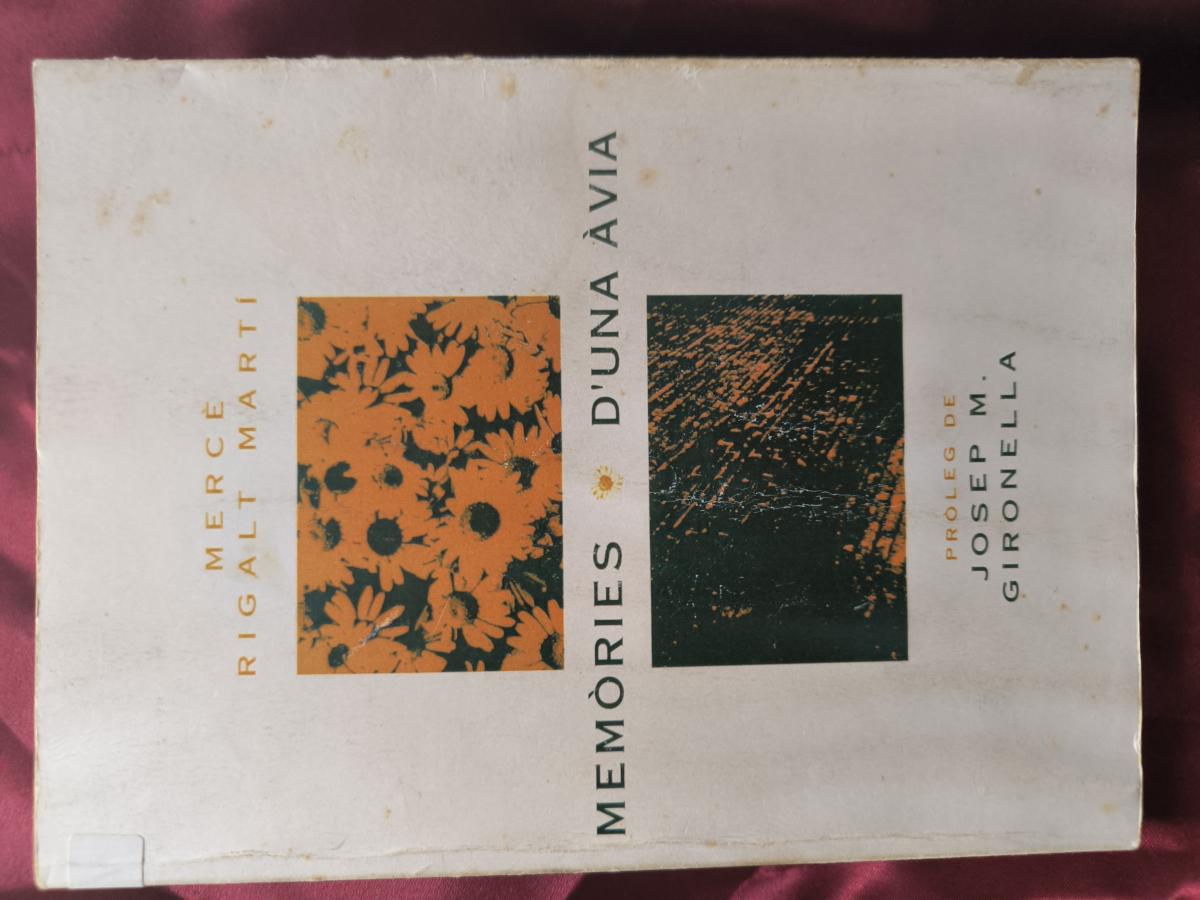 MERCÈ
RIGALT MARTÍ
MEMÒRIES D'UNA ÀVIA
PRÒLEG DE
JOSEP M.
GIRONELLA